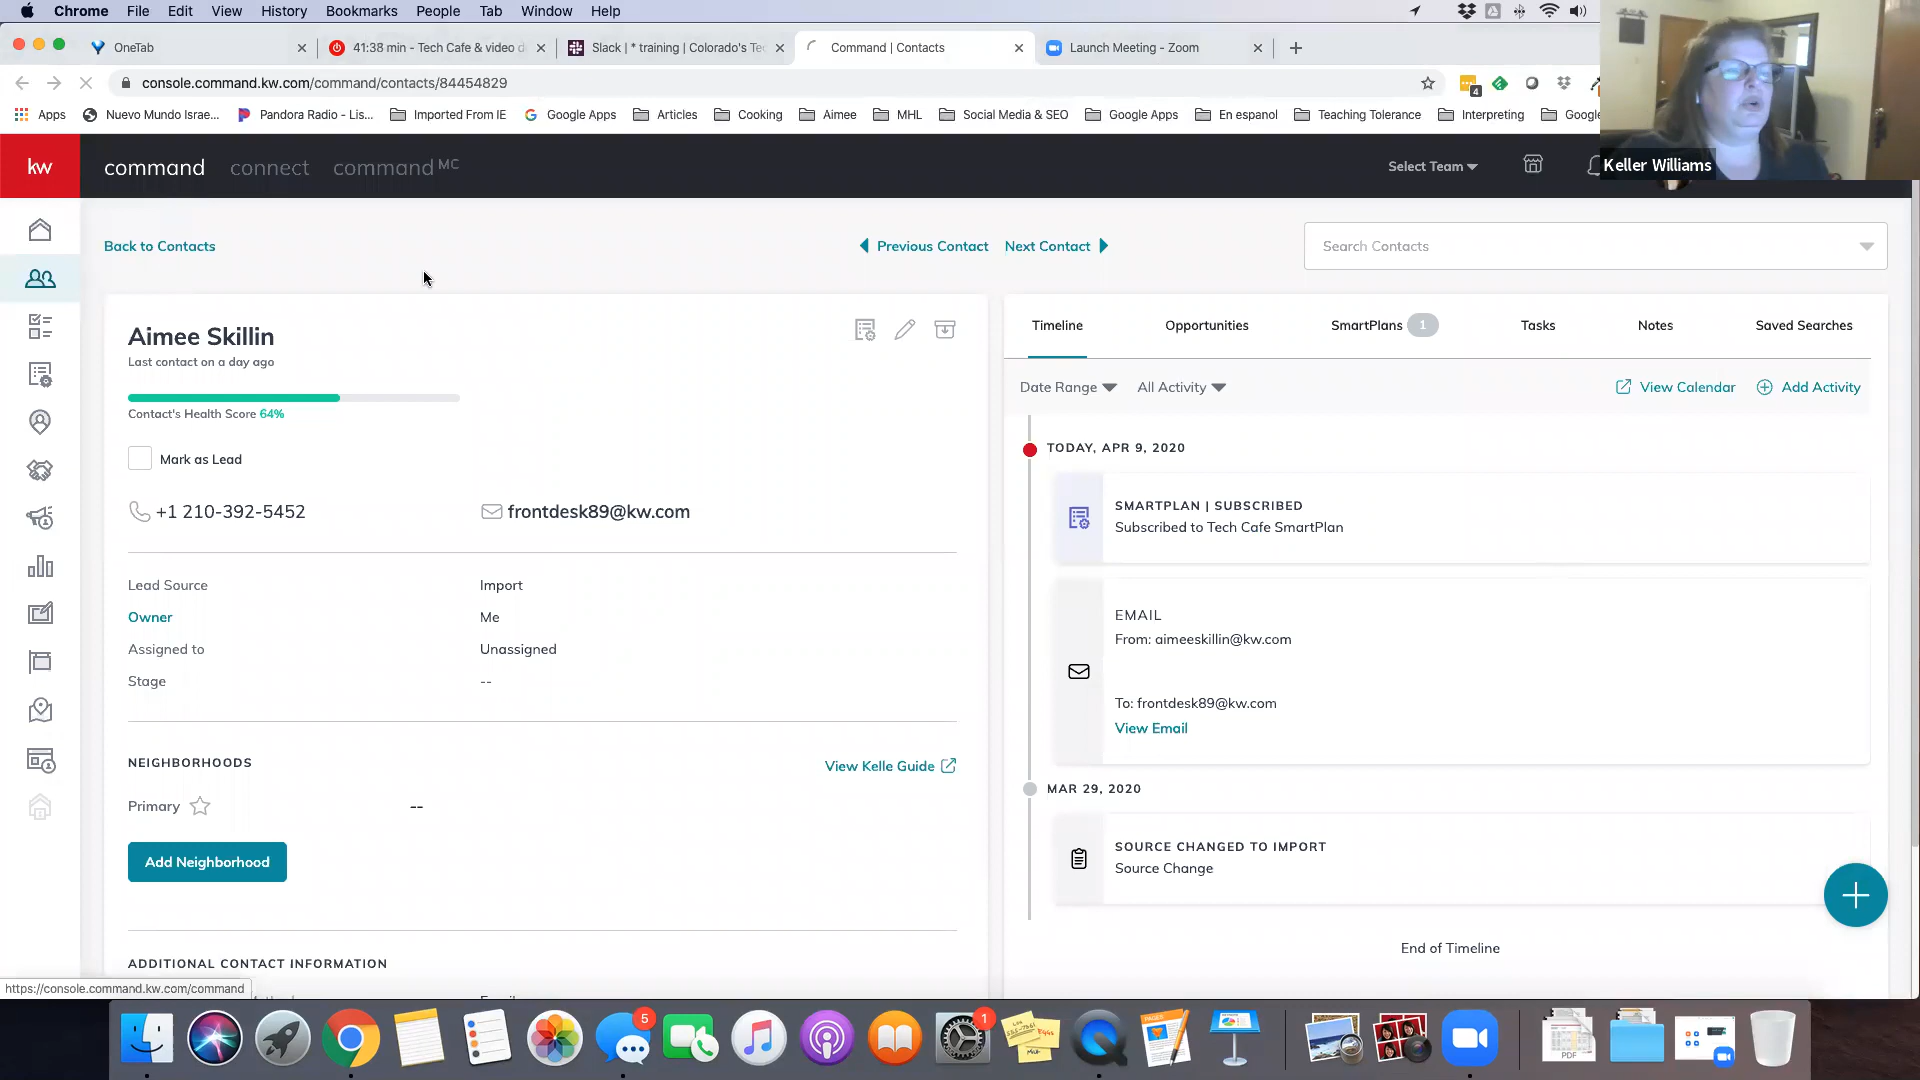 Chrome File Edit View History Bookmarks People Tab Window Help
OneTab
41:38 min - Tech Cafe & video d
Slack | * training | Colorado's Tec
Command | Contacts
Launch Meeting - Zoom
console.command.kw.com/command/contacts/84454829
4
Apps Nuevo Mundo Israe... Pandora Radio - Lis... Imported From IE Google Apps Articles Cooking Aimee MHL Social Media & SEO Google Apps En espanol Teaching Tolerance Interpreting Google
kw command connect command MC
Select Team
Keller Williams
Back to Contacts
Previous Contact Next Contact
Search Contacts
Aimee Skillin
Last contact on a day ago
Contact's Health Score 64%
Mark as Lead
+1 210-392-5452
frontdesk89@kw.com
Lead Source Import
Owner Me
Assigned to Unassigned
Stage --
NEIGHBORHOODS
View Kelle Guide
Primary --
Add Neighborhood
ADDITIONAL CONTACT INFORMATION
Timeline Opportunities SmartPlans 1 Tasks Notes Saved Searches
Date Range All Activity View Calendar Add Activity
TODAY, APR 9, 2020
SMARTPLAN | SUBSCRIBED
Subscribed to Tech Cafe SmartPlan
EMAIL
From: aimeeskillin@kw.com
To: frontdesk89@kw.com
View Email
MAR 29, 2020
SOURCE CHANGED TO IMPORT
Source Change
End of Timeline
https://console.command.kw.com/command
5
1
PAGES
PDF